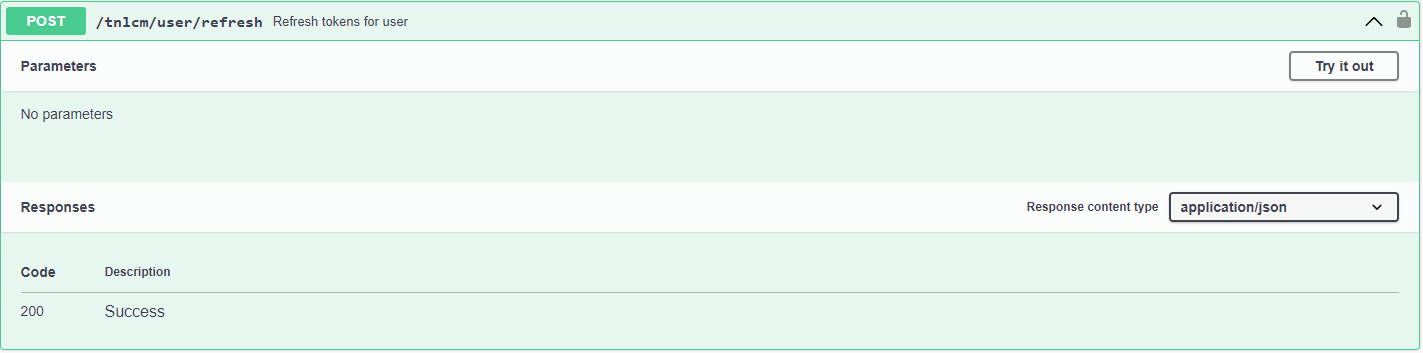 POST /tnlcm/user/refresh Refresh tokens for user
Parameters Try it out
No parameters
Responses Response content type application/json
Code Description
200 Success